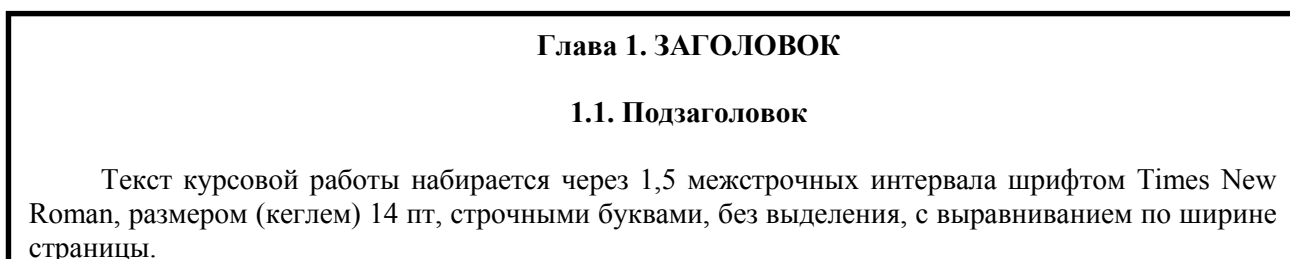 Глава 1. ЗАГОЛОВОК
1.1. Подзаголовок
Текст курсовой работы набирается через 1,5 межстрочных интервала шрифтом Times New
Roman, размером (кеглем) 14 пт, строчными буквами, без выделения, с выравниванием по ширине
страницы.